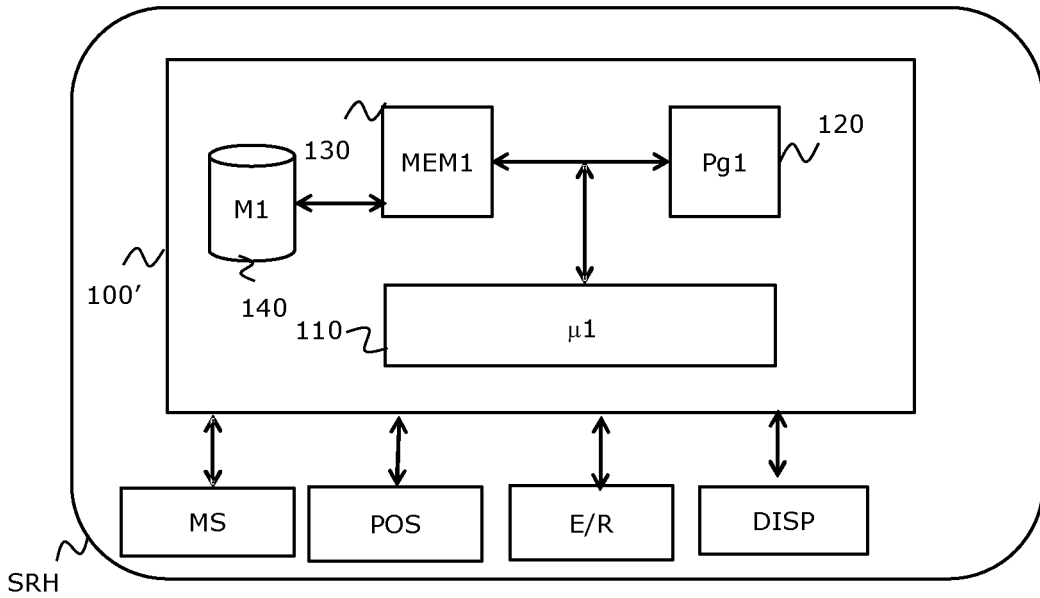 120
130
MEM1
Pg1
M1
100’
140
110
μ1
MS
POS
E/R
DISP
SRH